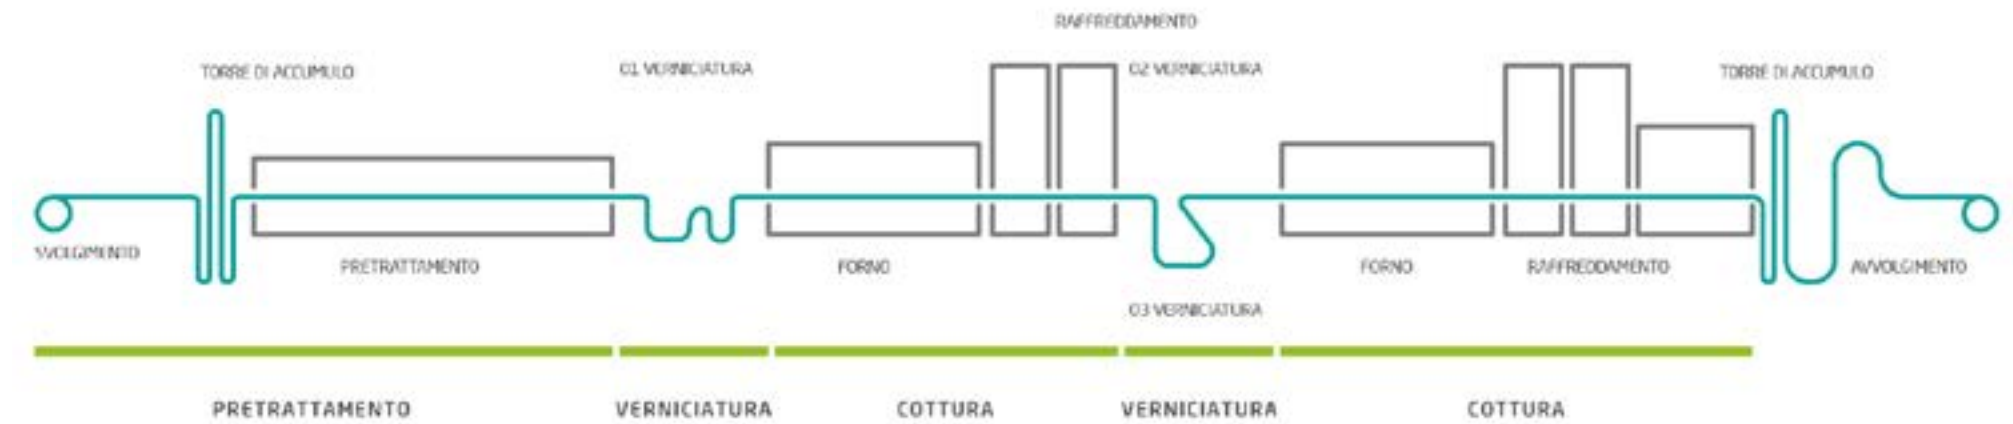 RAFFREDDAMENTO
TORRE DI ACCUMULO
01 VERNICIATURA
02 VERNICIATURA
TORRE DI ACCUMULO
SVOLGIMENTO
PRETRATTAMENTO
FORNO
FORNO
RAFFREDDAMENTO
AVVOLGIMENTO
03 VERNICIATURA
PRETRATTAMENTO
VERNICIATURA
COTTURA
VERNICIATURA
COTTURA